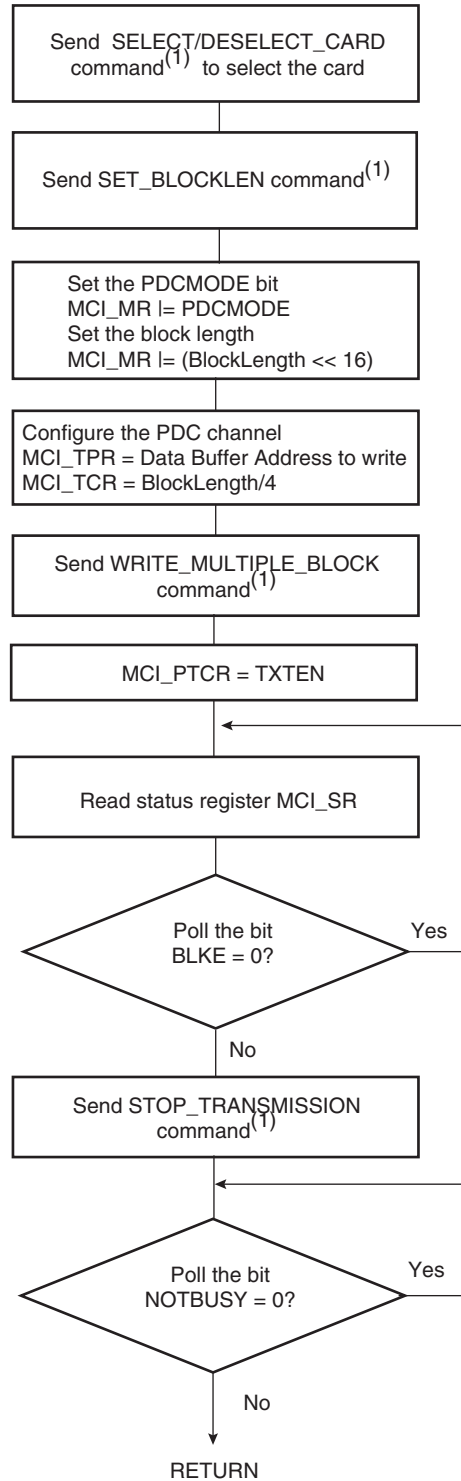 Send SELECT/DESELECT_CARD
command(1) to select the card
Send SET_BLOCKLEN command(1)
Set the PDCMODE bit
MCI_MR |= PDCMODE
Set the block length
MCI_MR |= (BlockLength << 16)
Configure the PDC channel
MCI_TPR = Data Buffer Address to write
MCI_TCR = BlockLength/4
Send WRITE_MULTIPLE_BLOCK
command(1)
MCI_PTCR = TXTEN
Read status register MCI_SR
Poll the bit
BLKE = 0?
Yes
No
Send STOP_TRANSMISSION
command(1)
Poll the bit
NOTBUSY = 0?
Yes
No
RETURN